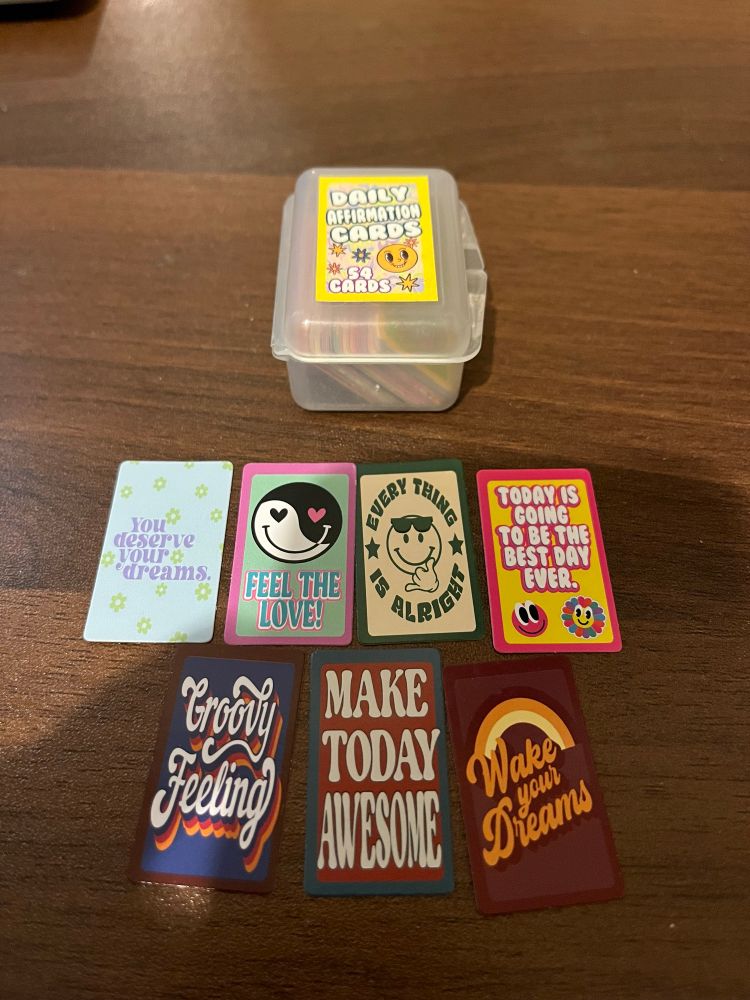 DAILY
AFFIRMATION
CARDS
54
CARDS
You
deserve
your
dreams.
FEEL THE
LOVE!
EVERY THING
IS ALRIGHT
TODAY IS
GOING
TO BE THE
BEST DAY
EVER.
Groovy
Feeling
MAKE
TODAY
AWESOME
Wake
your
Dreams